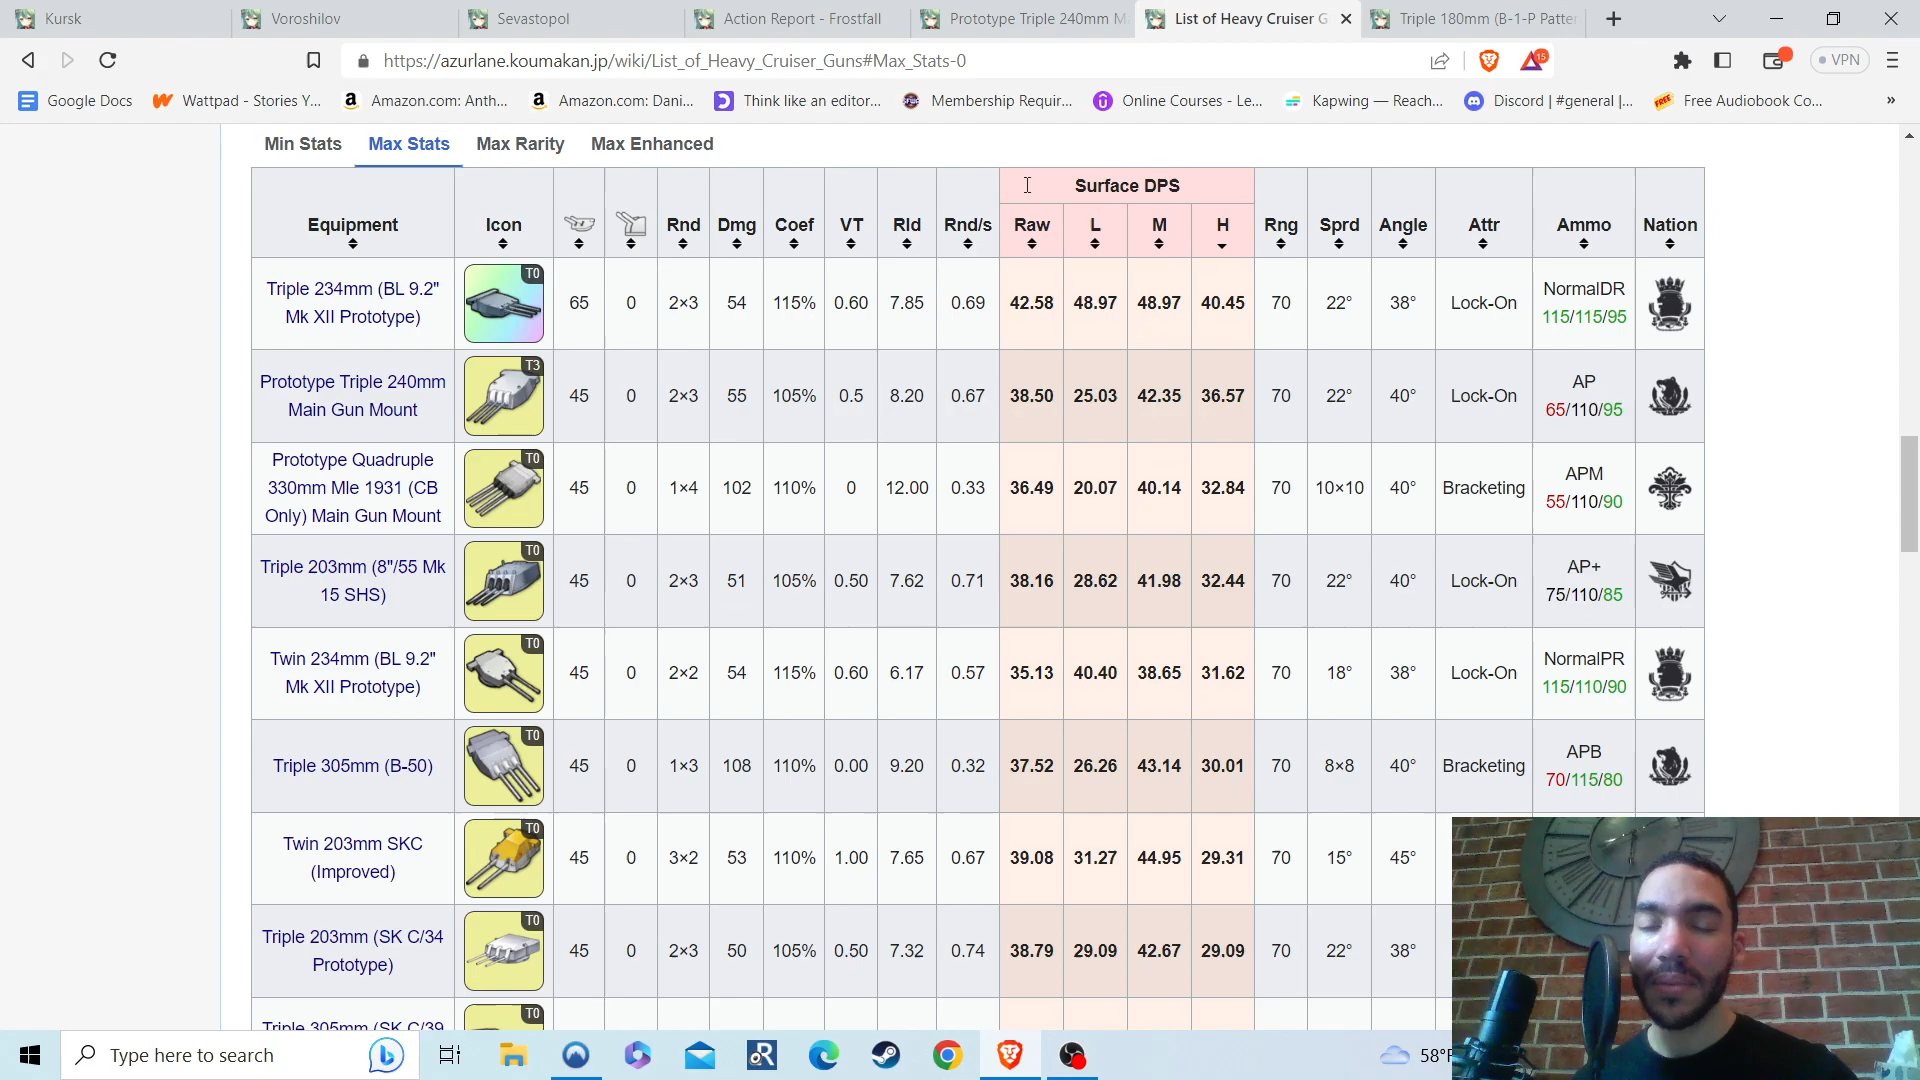 Kursk
Voroshilov
Sevastopol
Action Report - Frostfall
Prototype Triple 240mm M
List of Heavy Cruiser G
Triple 180mm (B-1-P Patter
https://azurlane.koumakan.jp/wiki/List_of_Heavy_Cruiser_Guns#Max_Stats-0
15
VPN
Google Docs
Wattpad - Stories Y...
Amazon.com: Anth...
Amazon.com: Dani...
Think like an editor...
Membership Requir...
Online Courses - Le...
Kapwing — Reach...
Discord | #general |...
FREE
Free Audiobook Co...
»
Min Stats Max Stats Max Rarity Max Enhanced
Surface DPS
Equipment Icon Rnd Dmg Coef VT Rld Rnd/s Raw L M H Rng Sprd Angle Attr Ammo Nation
Triple 234mm (BL 9.2" Mk XII Prototype) T0 65 0 2×3 54 115% 0.60 7.85 0.69 42.58 48.97 48.97 40.45 70 22° 38° Lock-On NormalDR 115/115/95
Prototype Triple 240mm Main Gun Mount T3 45 0 2×3 55 105% 0.5 8.20 0.67 38.50 25.03 42.35 36.57 70 22° 40° Lock-On AP 65/110/95
Prototype Quadruple 330mm Mle 1931 (CB Only) Main Gun Mount T0 45 0 1×4 102 110% 0 12.00 0.33 36.49 20.07 40.14 32.84 70 10×10 40° Bracketing APM 55/110/90
Triple 203mm (8"/55 Mk 15 SHS) T0 45 0 2×3 51 105% 0.50 7.62 0.71 38.16 28.62 41.98 32.44 70 22° 40° Lock-On AP+ 75/110/85
Twin 234mm (BL 9.2" Mk XII Prototype) T0 45 0 2×2 54 115% 0.60 6.17 0.57 35.13 40.40 38.65 31.62 70 18° 38° Lock-On NormalPR 115/110/90
Triple 305mm (B-50) T0 45 0 1×3 108 110% 0.00 9.20 0.32 37.52 26.26 43.14 30.01 70 8×8 40° Bracketing APB 70/115/80
Twin 203mm SKC (Improved) T0 45 0 3×2 53 110% 1.00 7.65 0.67 39.08 31.27 44.95 29.31 70 15° 45°
Triple 203mm (SK C/34 Prototype) T0 45 0 2×3 50 105% 0.50 7.32 0.74 38.79 29.09 42.67 29.09 70 22° 38°
Triple 305mm (SK C/39 T0
Type here to search
58°F